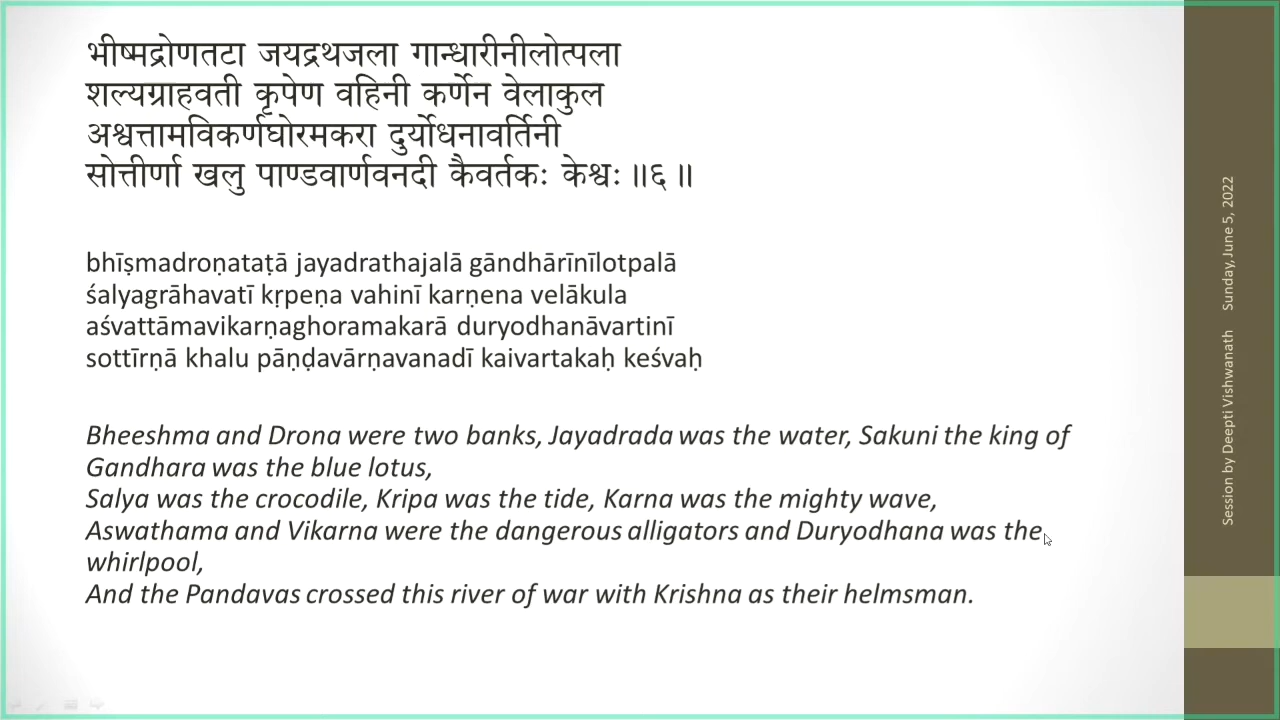 भीष्मद्रोणतटा जयद्रथजला गान्धारीनीलोत्पला
शल्यग्राहवती कृपेण वहिनी कर्णेन वेलाकुल
अश्वत्तामविकर्णघोरमकरा दुर्योधनावर्तिनी
सोत्तीर्णा खलु पाण्डवार्णवनदी कैवर्तकः केश्वः ॥६ ॥
bhīṣmadroṇataṭā jayadrathajalā gāndhārīnīlotpalā
śalyagrāhavatī kṛpeṇa vahinī karṇena velākula
aśvattāmavikarṇaghoramakarā duryodhanāvartinī
sottīrṇā khalu pāṇḍavārṇavanadī kaivartakaḥ keśvaḥ
Bheeshma and Drona were two banks, Jayadrada was the water, Sakuni the king of
Gandhara was the blue lotus,
Salya was the crocodile, Kripa was the tide, Karna was the mighty wave,
Aswathama and Vikarna were the dangerous alligators and Duryodhana was the
whirlpool,
And the Pandavas crossed this river of war with Krishna as their helmsman.
Session by Deepti Vishwanath Sunday, June 5, 2022